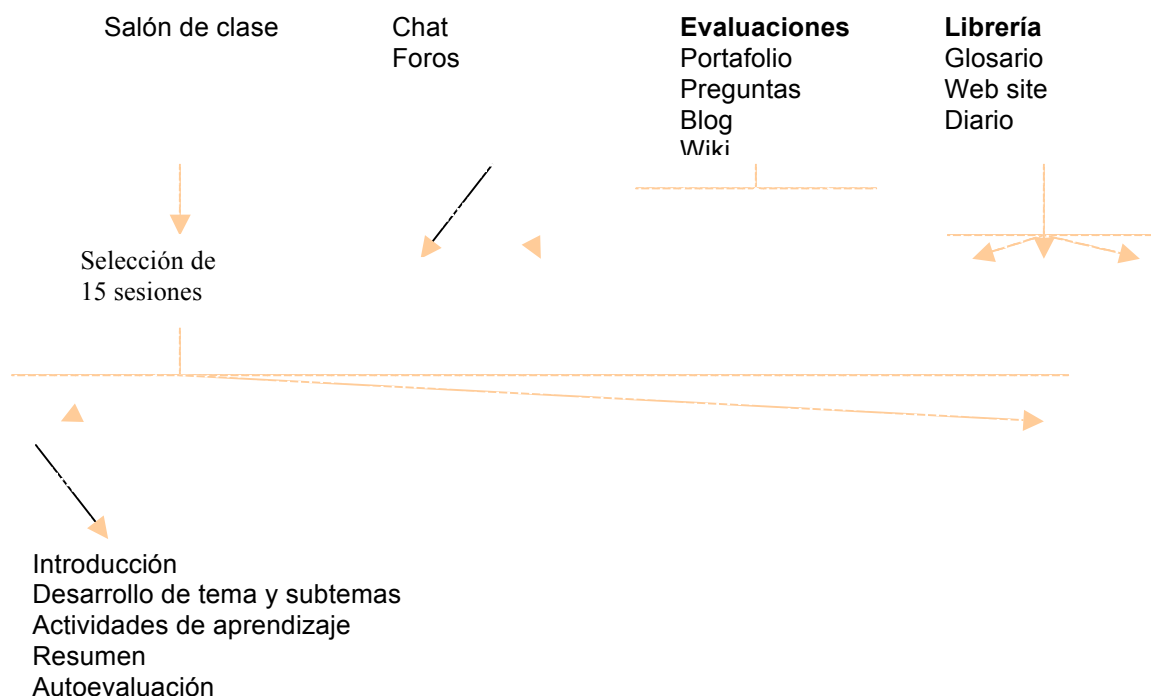 Salón de clase
Chat
Foros
Evaluaciones
Portafolio
Preguntas
Blog
Wiki
Librería
Glosario
Web site
Diario
Selección de
15 sesiones
Introducción
Desarrollo de tema y subtemas
Actividades de aprendizaje
Resumen
Autoevaluación